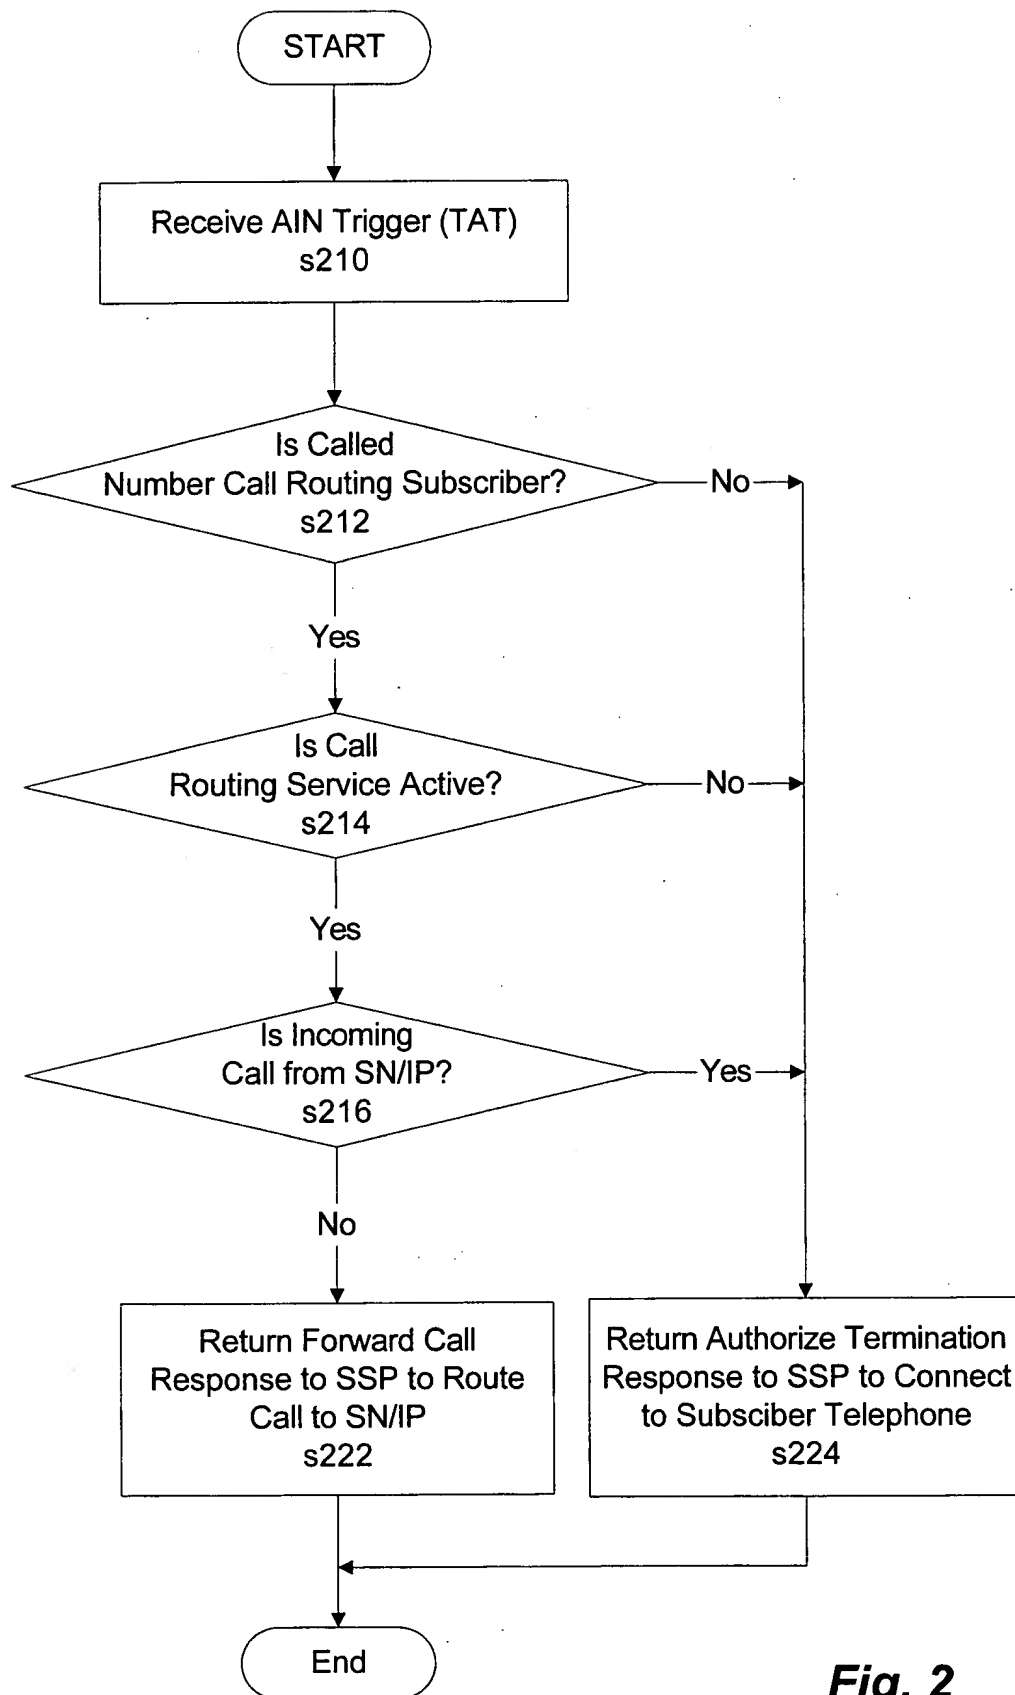 START
Receive AIN Trigger (TAT)
s210
Is Called
Number Call Routing Subscriber?
s212
No
Yes
Is Call
Routing Service Active?
s214
No
Yes
Is Incoming
Call from SN/IP?
s216
Yes
No
Return Forward Call
Response to SSP to Route
Call to SN/IP
s222
Return Authorize Termination
Response to SSP to Connect
to Subsciber Telephone
s224
End
Fig. 2